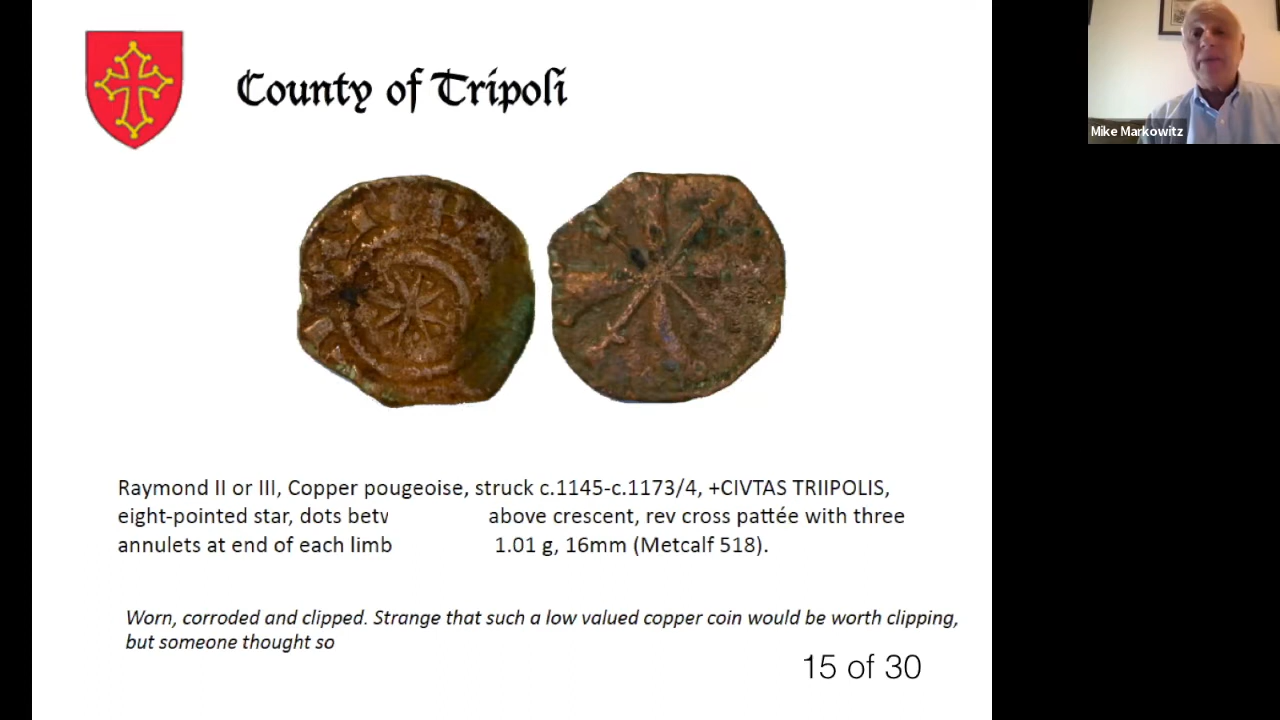 County of Tripoli
Mike Markowitz
Raymond II or III, Copper pougeoise, struck c.1145-c.1173/4, +CIVTAS TRIIPOLIS,
eight-pointed star, dots above crescent, rev cross pattée with three
annulets at end of each limb 1.01 g, 16mm (Metcalf 518).
Worn, corroded and clipped. Strange that such a low valued copper coin would be worth clipping,
but someone thought so
15 of 30